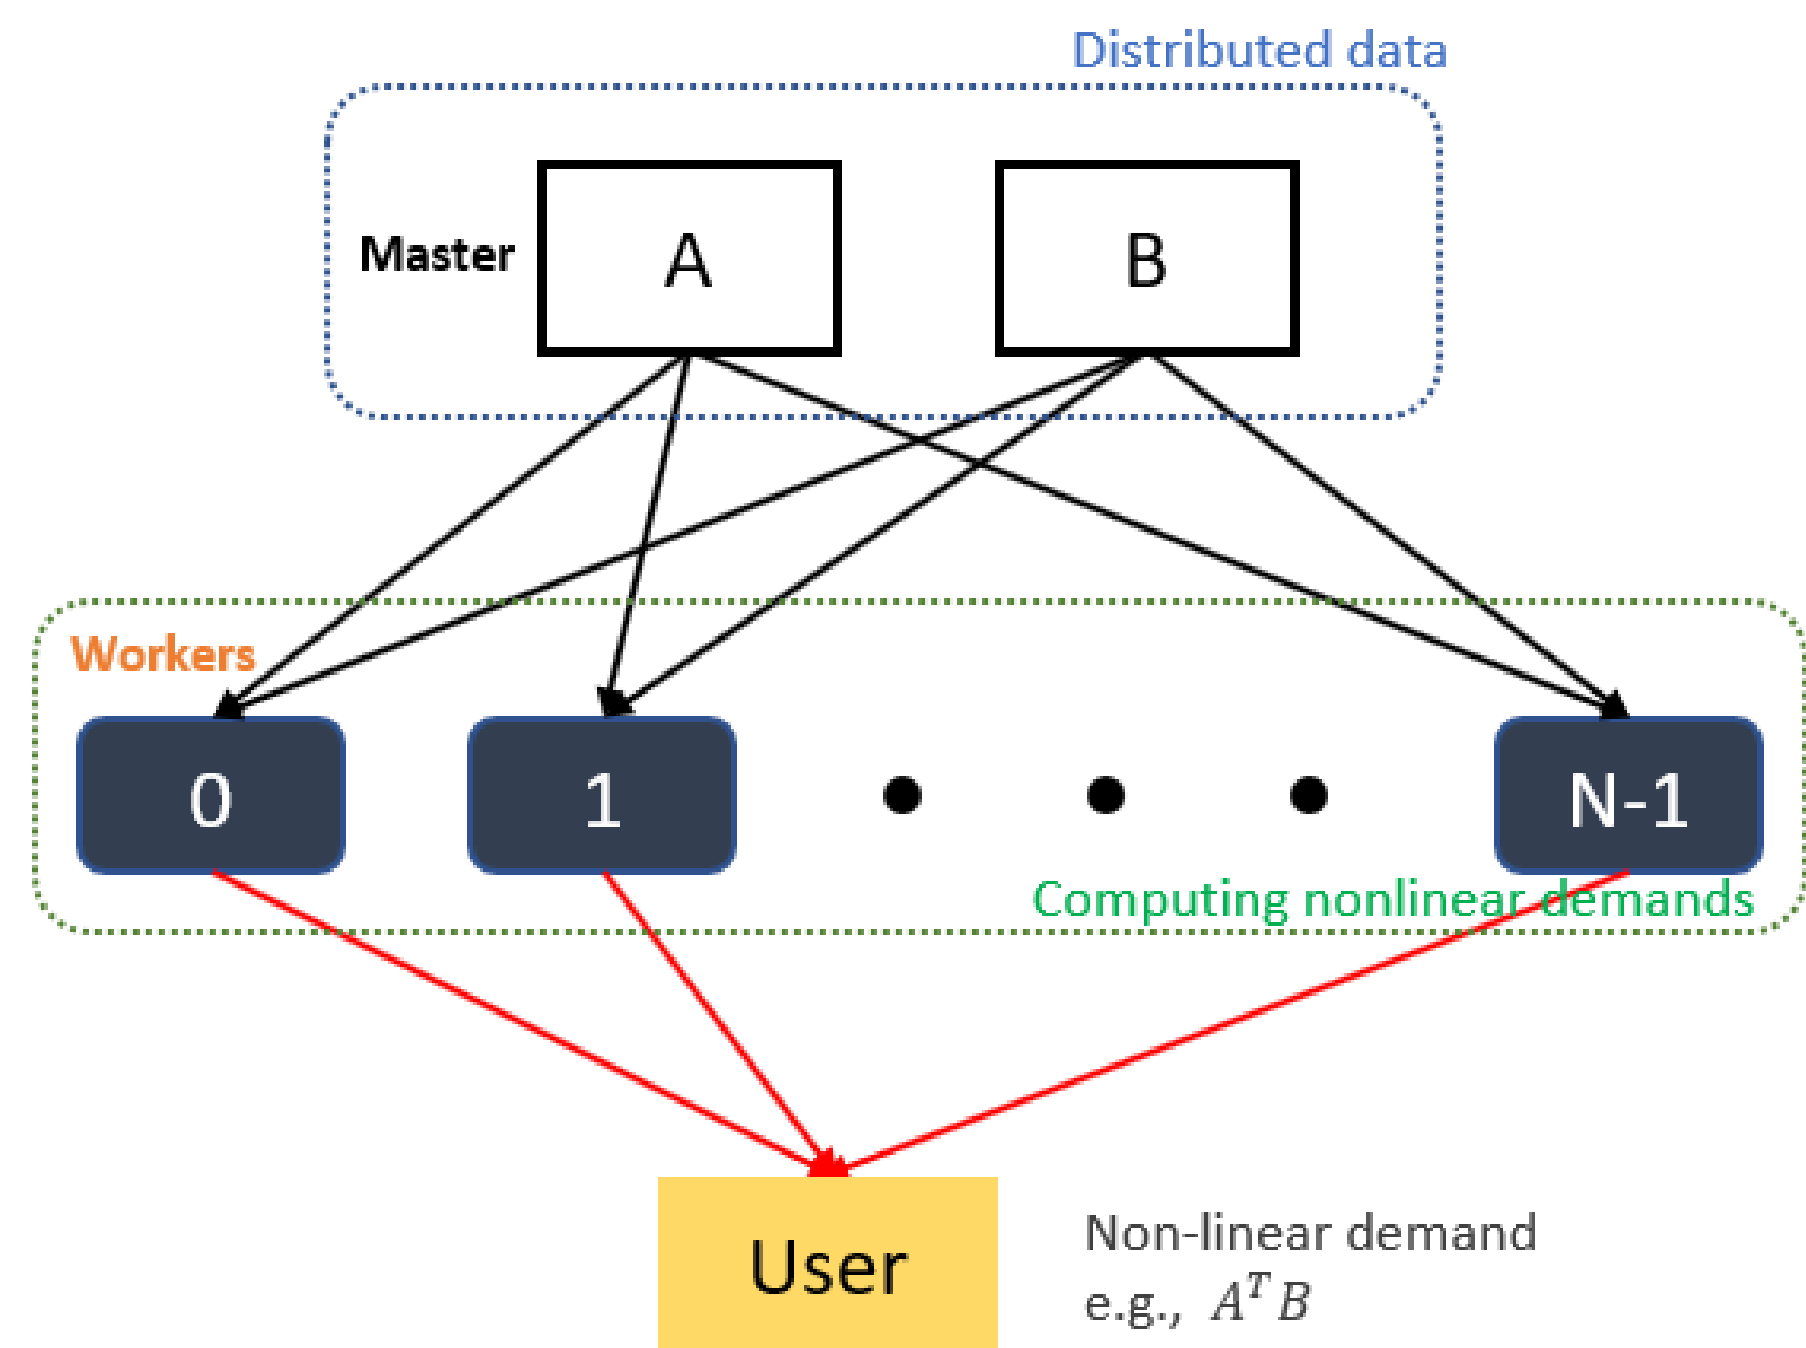 Distributed data
Master
A
B
Workers
0
1
N-1
Computing nonlinear demands
User
Non-linear demand
e.g., A^T B